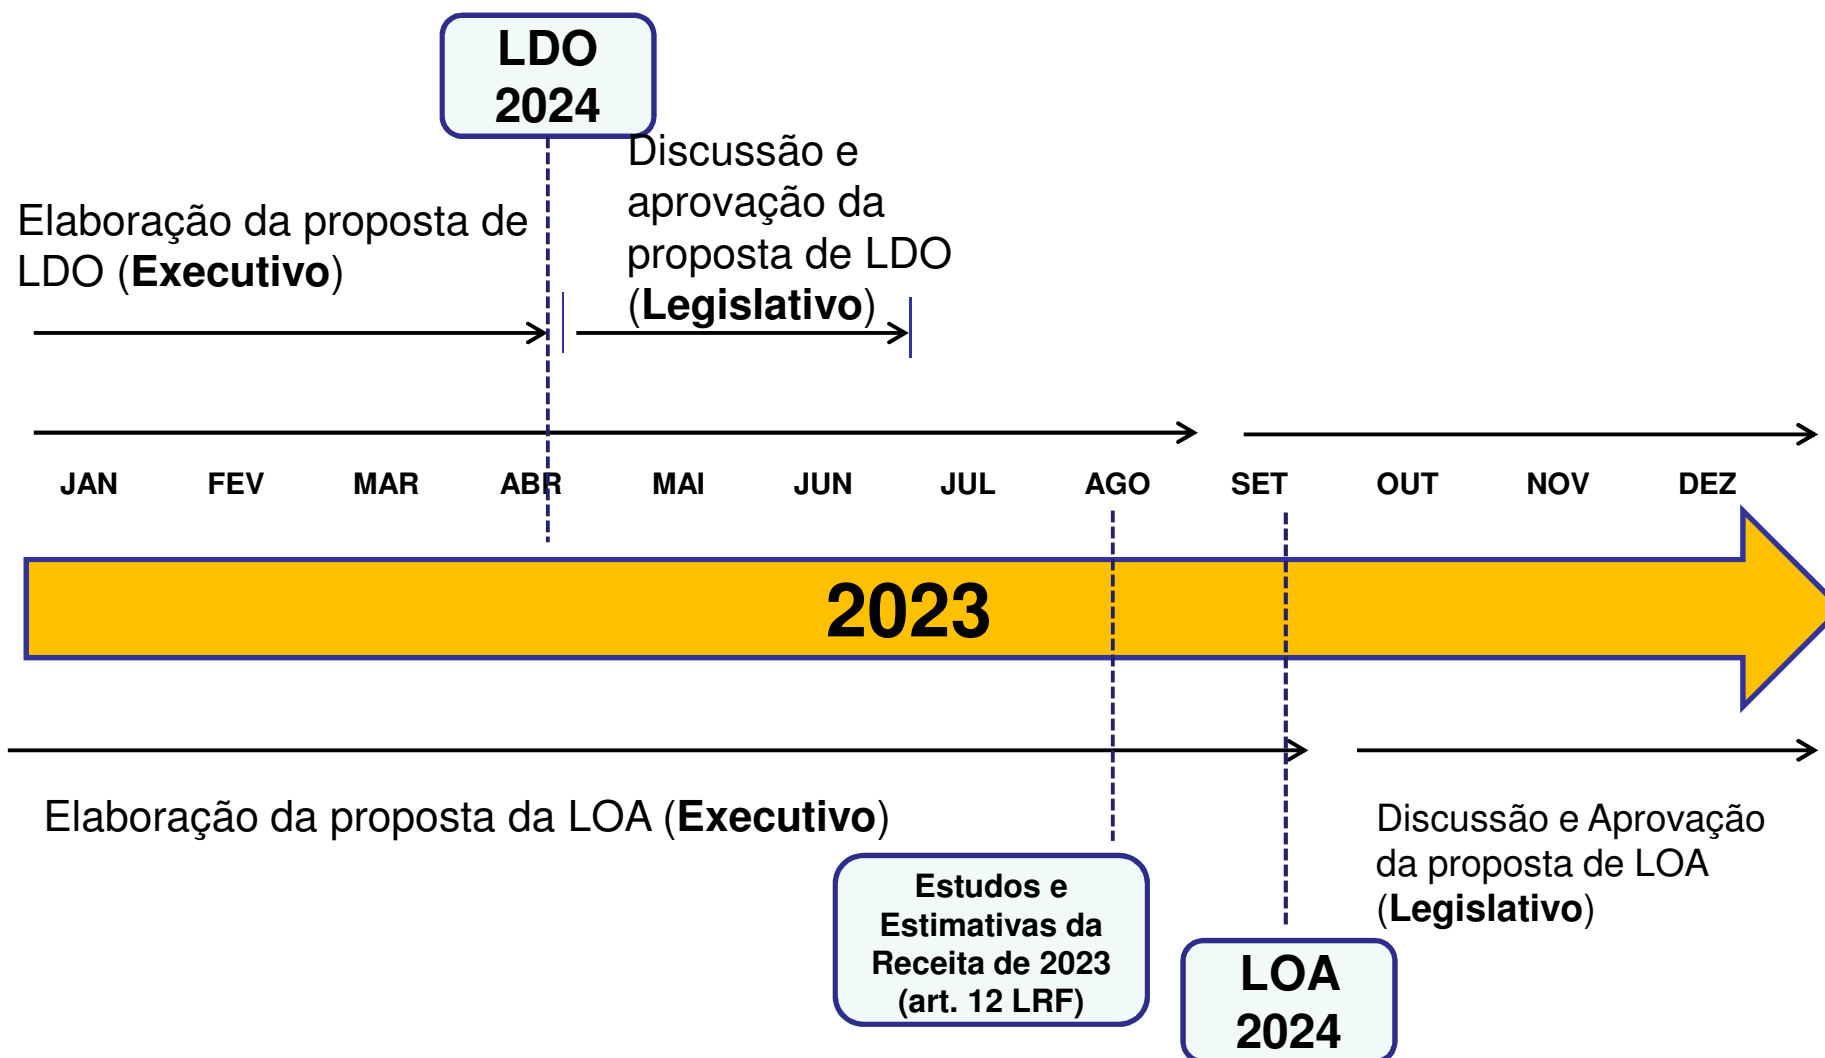 LDO
2024
Discussão e
aprovação da
proposta de LDO
(Legislativo)
Elaboração da proposta de
LDO (Executivo)
JAN FEV MAR ABR MAI JUN JUL AGO SET OUT NOV DEZ
2023
Elaboração da proposta da LOA (Executivo)
Discussão e Aprovação
da proposta de LOA
(Legislativo)
Estudos e
Estimativas da
Receita de 2023
(art. 12 LRF)
LOA
2024